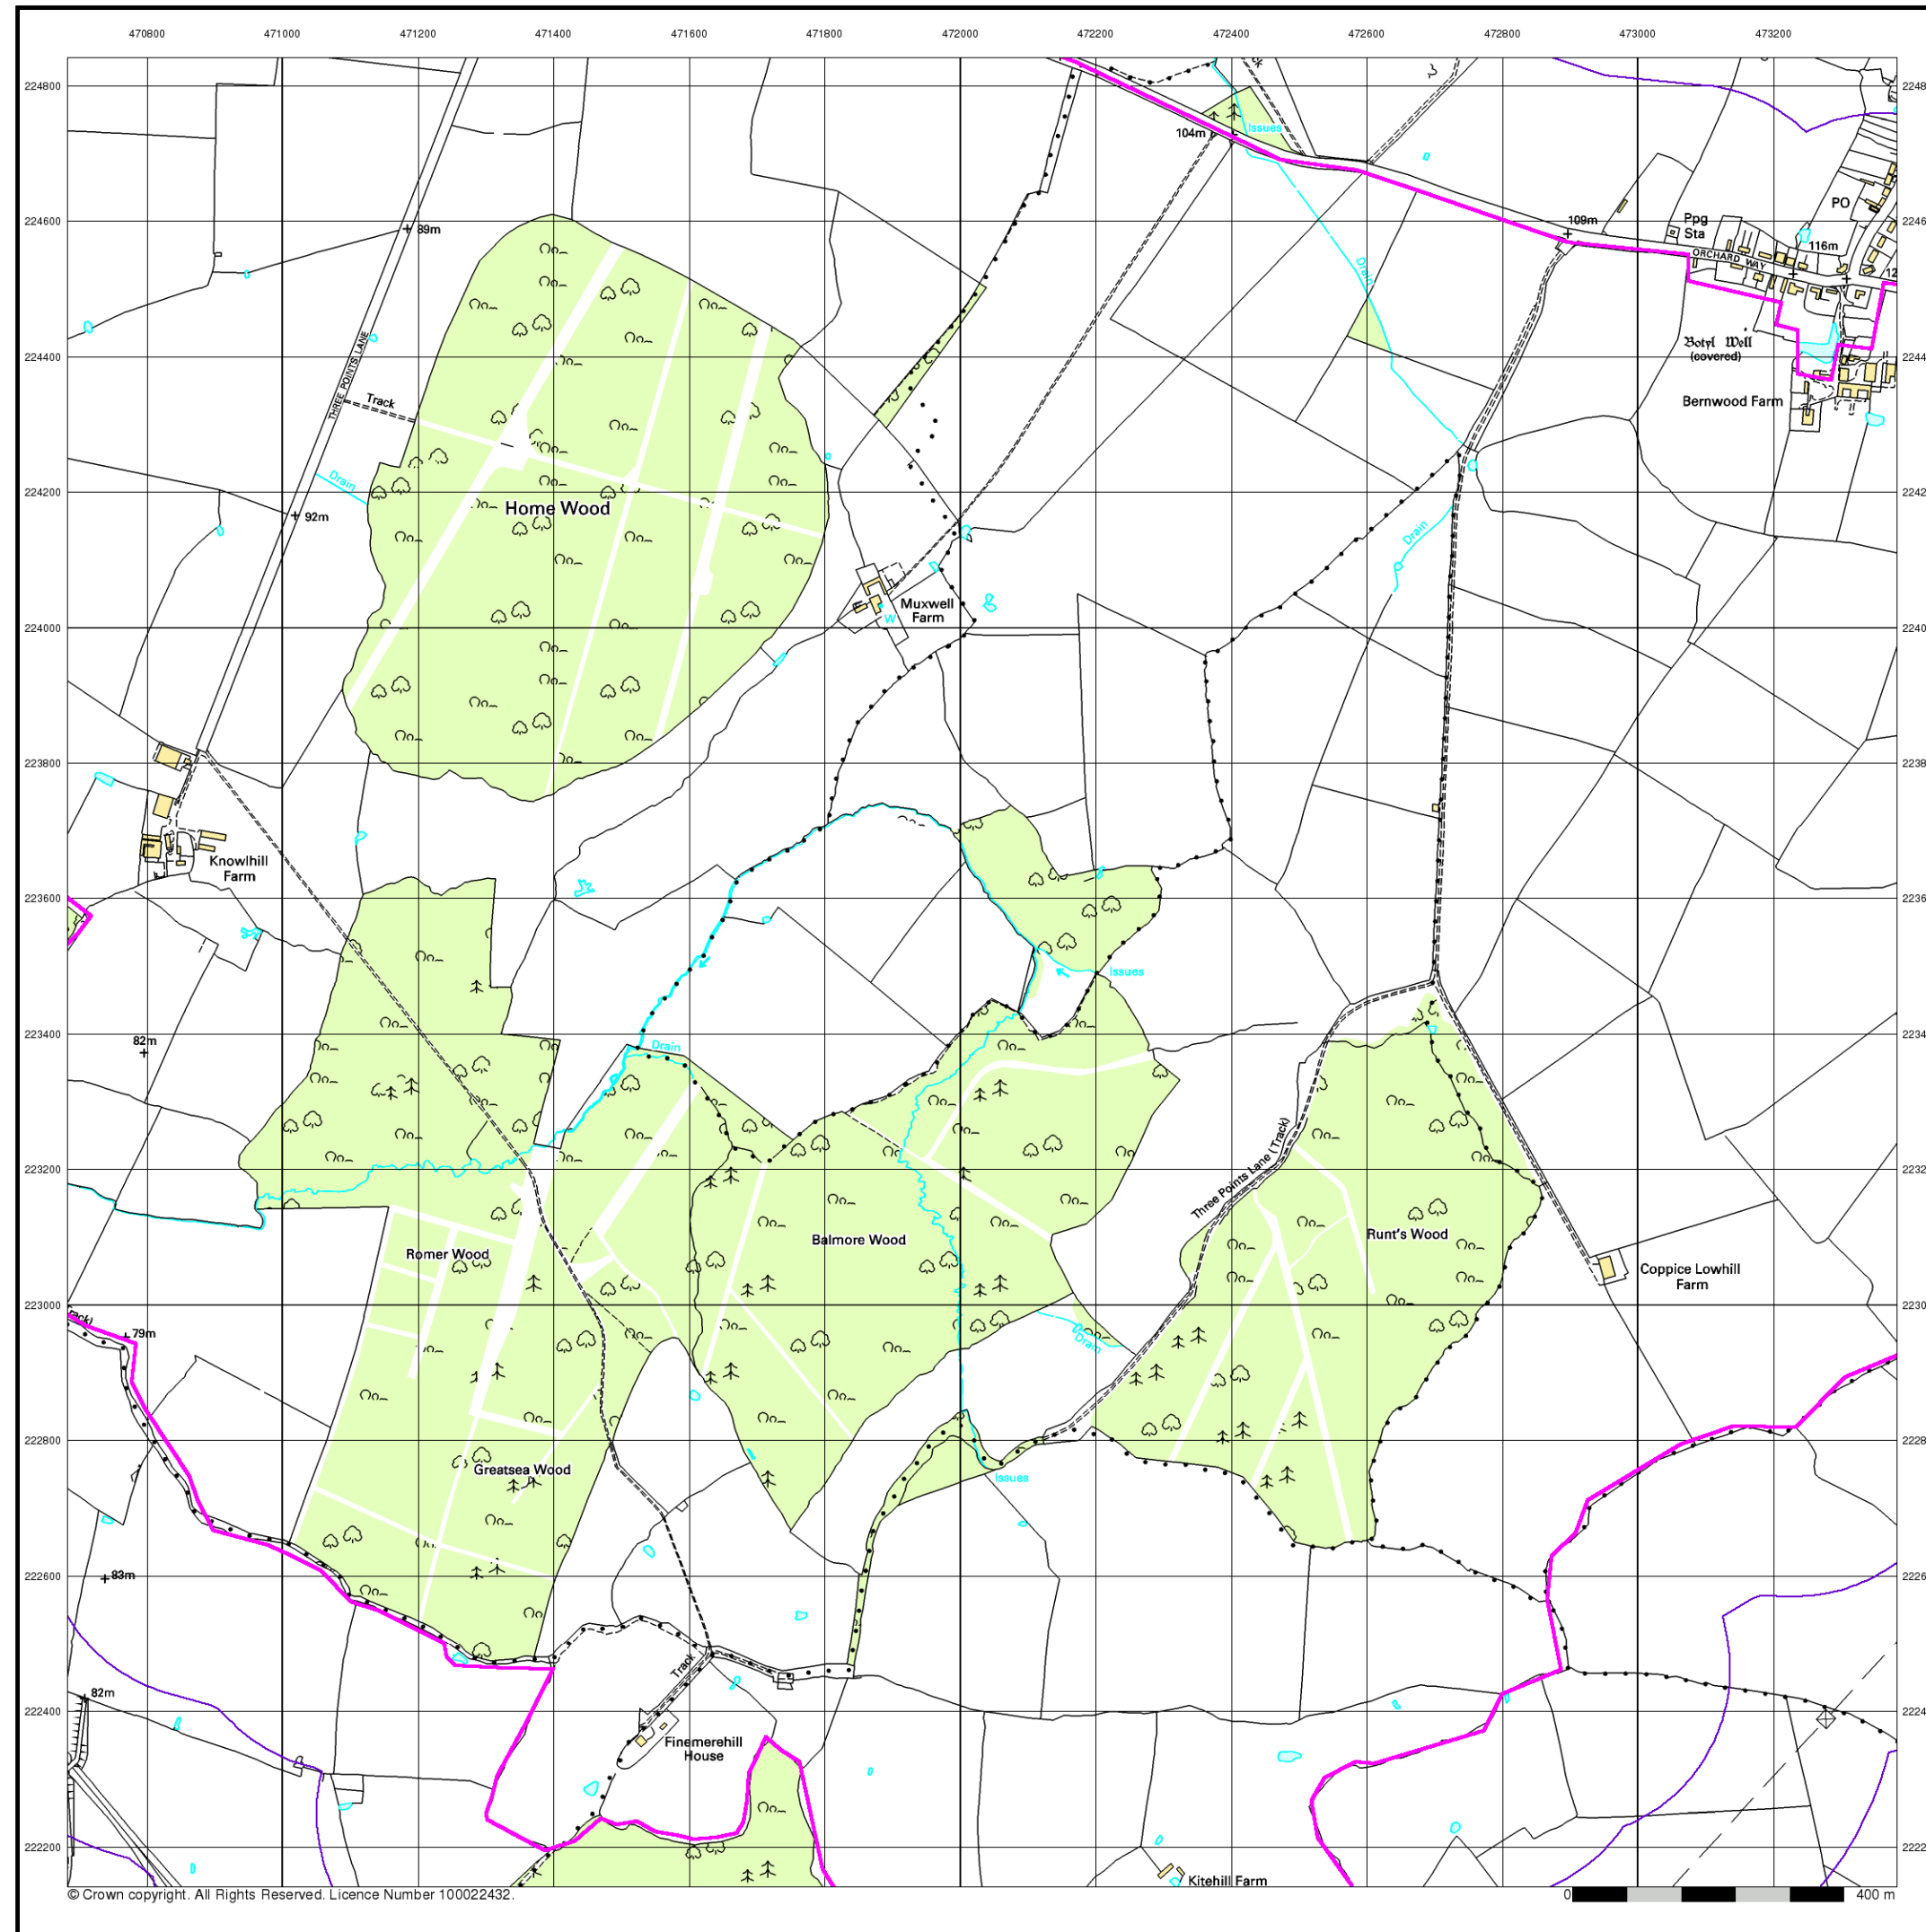 470800 471000 471200 471400 471600 471800 472000 472200 472400 472600 472800 473000 473200
224800
104m
Issues
224600
89m
109m
Ppg
Sta
PO
ORCHARD WAY
116m
Drain
224400
THREE POINTS LANE
Track
Botyl Well
(covered)
Bernwood Farm
224200
Drain
92m
Home Wood
Drain
224000
Muxwell
Farm
W
223800
Knowlhill
Farm
223600
Issues
223400
82m
Drain
223200
Three Points Lane (Track)
Romer Wood
Balmore Wood
Runt's Wood
Coppice Lowhill
Farm
223000
79m
Drain
222800
Greatsea Wood
Issues
222600
83m
Track
222400
82m
Finemerehill
House
222200
Kitehill Farm
© Crown copyright. All Rights Reserved. Licence Number 100022432.
0 400 m